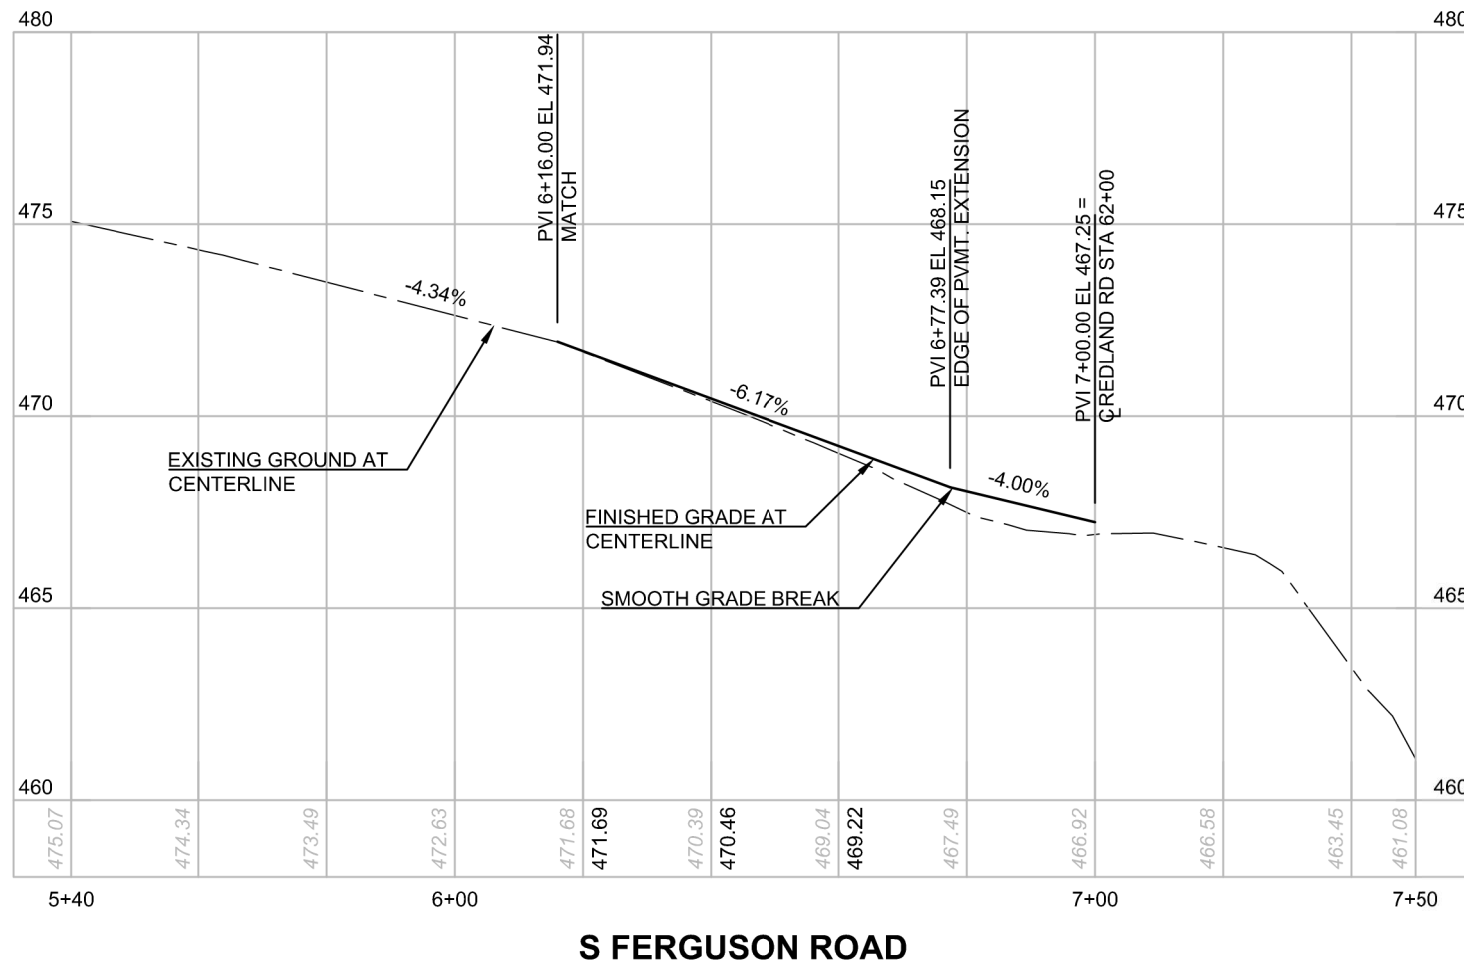 480
480
PVI 6+16.00 EL 471.94
MATCH
PVI 6+77.39 EL 468.15
EDGE OF PVMT. EXTENSION
PVI 7+00.00 EL 467.25 =
℄ REDLAND RD STA 62+00
475
475
-4.34%
-6.17%
470
470
EXISTING GROUND AT
CENTERLINE
-4.00%
FINISHED GRADE AT
CENTERLINE
SMOOTH GRADE BREAK
465
465
460
460
475.07
474.34
473.49
472.63
471.68
471.69
470.39
470.46
469.04
469.22
467.49
466.92
466.58
463.45
461.08
5+40
6+00
7+00
7+50
S FERGUSON ROAD